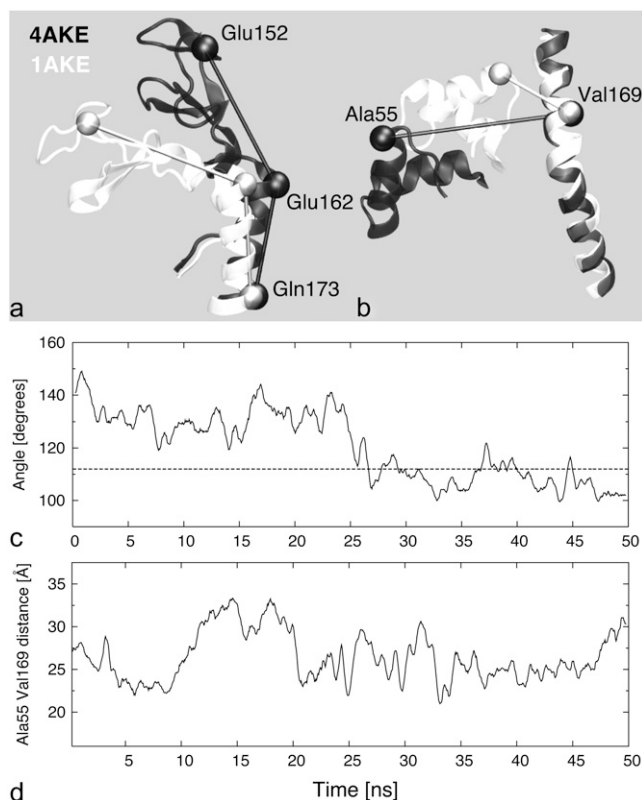 4AKE
1AKE
Glu152
Glu162
Gln173
a
Ala55
Val169
b
160
140
120
100
Angle [degrees]
0 5 10 15 20 25 30 35 40 45 50
c
35
30
25
20
Ala55 Val169 distance [Å]
5 10 15 20 25 30 35 40 45 50
Time [ns]
d